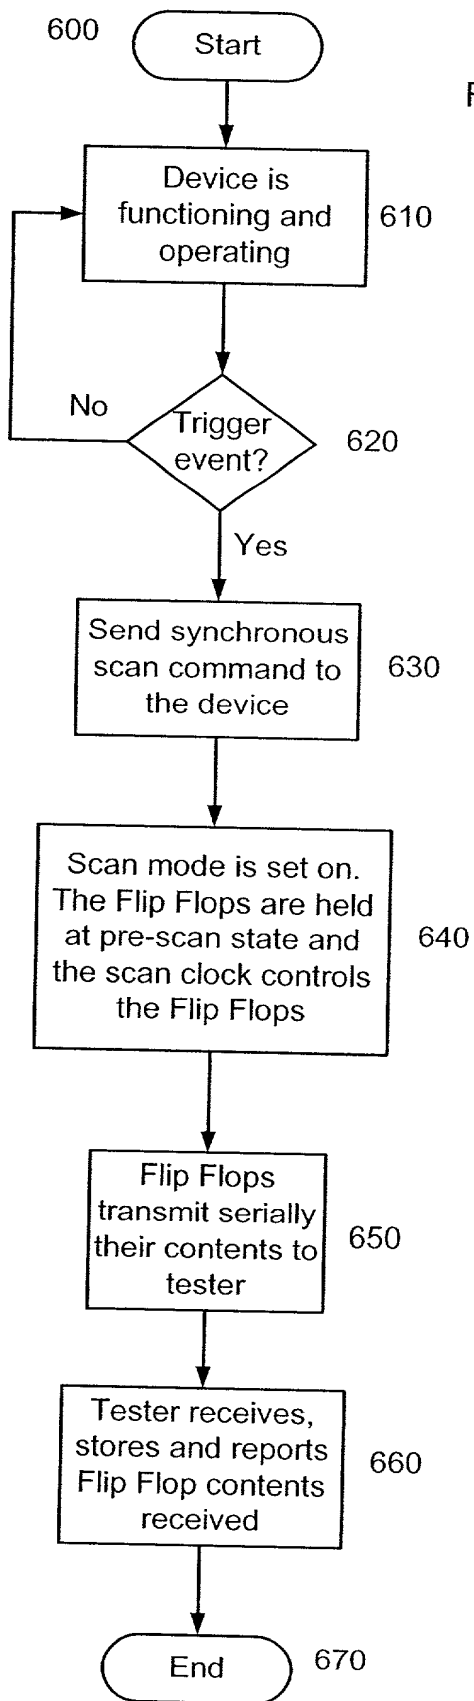 600
Start
F
Device is
functioning and
operating
610
No
Trigger
event?
620
Yes
Send synchronous
scan command to
the device
630
Scan mode is set on.
The Flip Flops are held
at pre-scan state and
the scan clock controls
the Flip Flops
640
Flip Flops
transmit serially
their contents to
tester
650
Tester receives,
stores and reports
Flip Flop contents
received
660
End
670